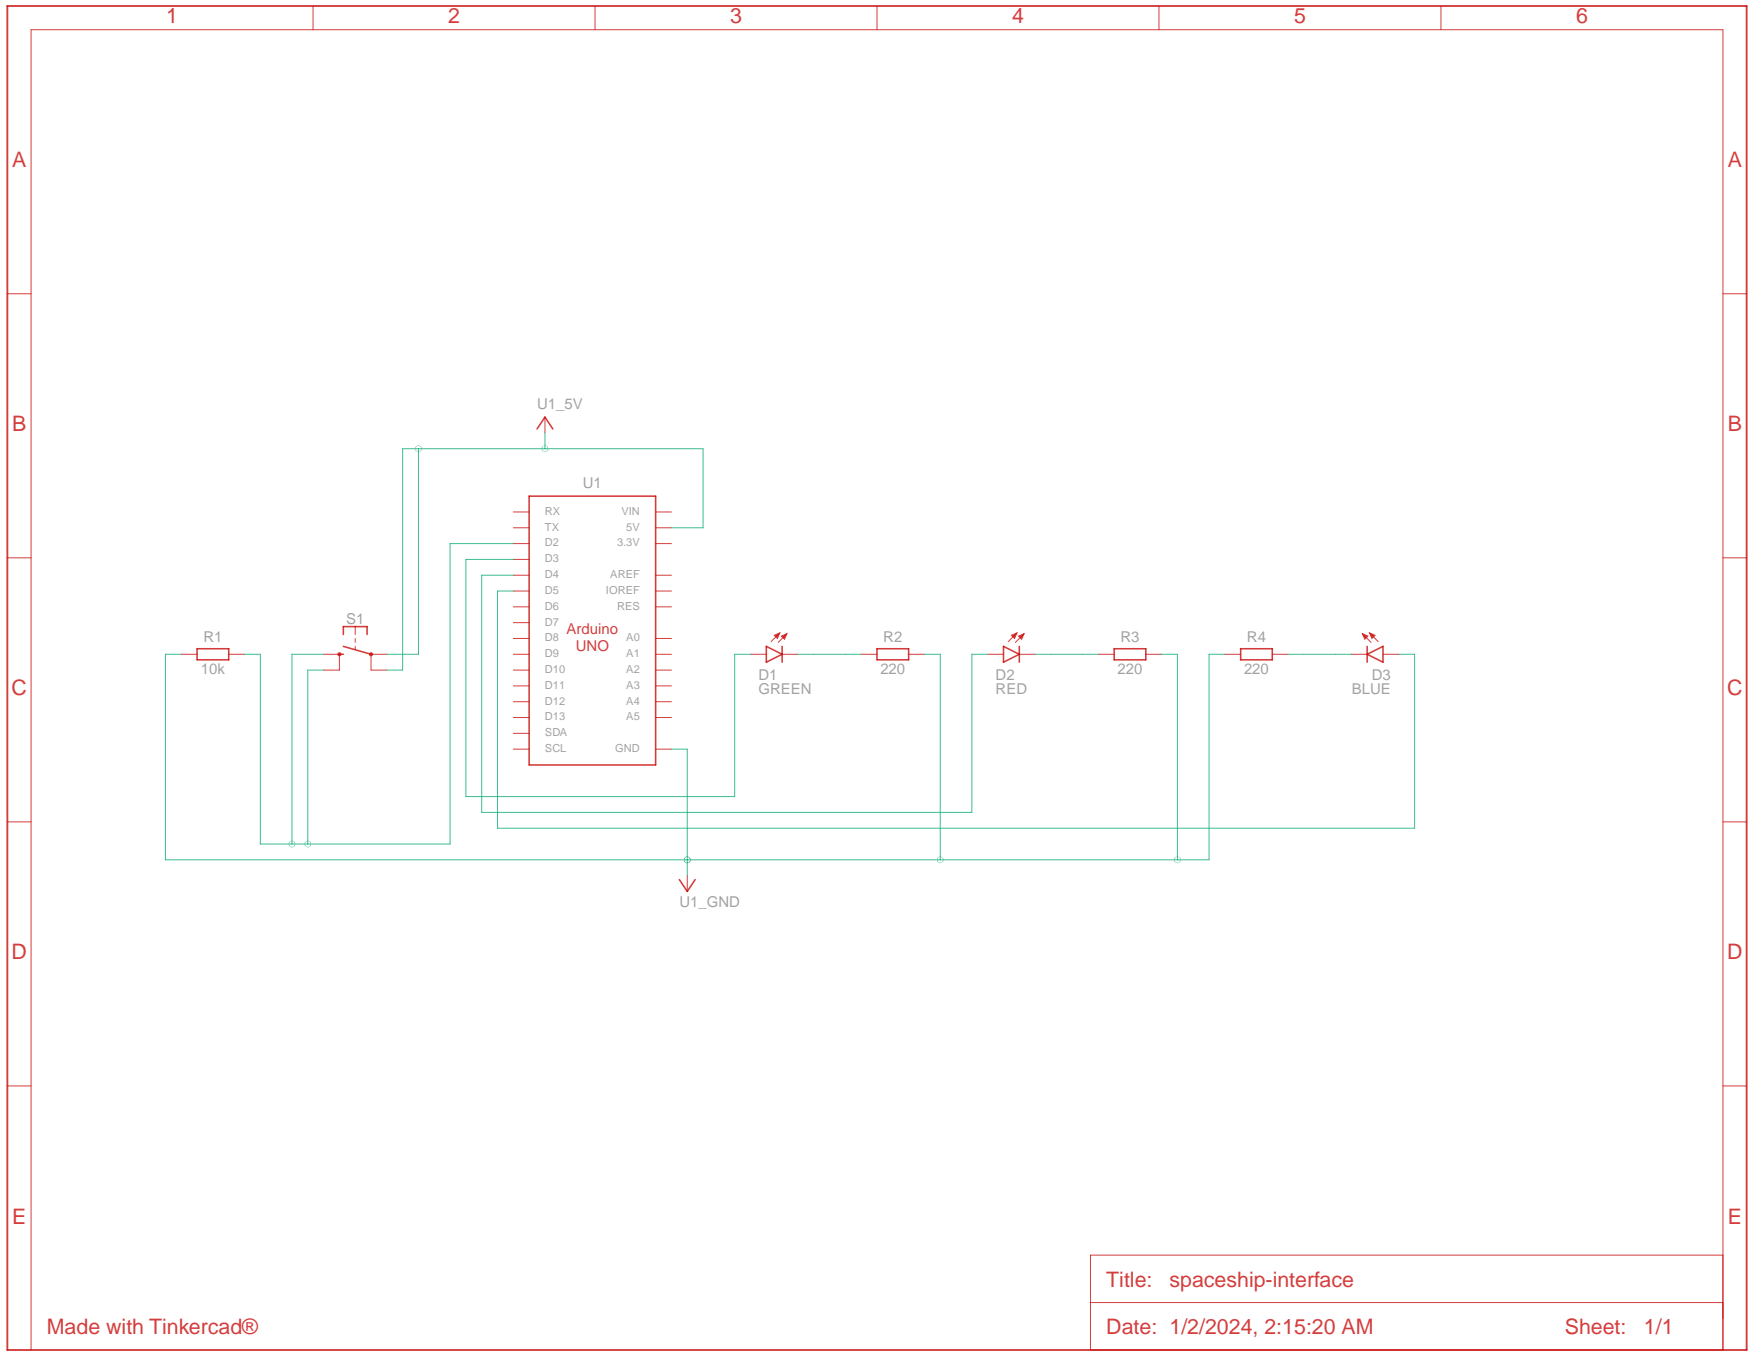 1 2 3 4 5 6
A A
B B
U1_5V
U1
RX VIN
TX 5V
D2 3.3V
D3
D4 AREF
D5 IOREF
D6 RES
D7
D8 A0
D9 A1
D10 A2
D11 A3
D12 A4
D13 A5
SDA
SCL GND
Arduino
UNO
C C
R1
10k
S1
D1
GREEN
R2
220
D2
RED
R3
220
R4
220
D3
BLUE
U1_GND
D D
E E
Title: spaceship-interface
Date: 1/2/2024, 2:15:20 AM Sheet: 1/1
Made with Tinkercad®